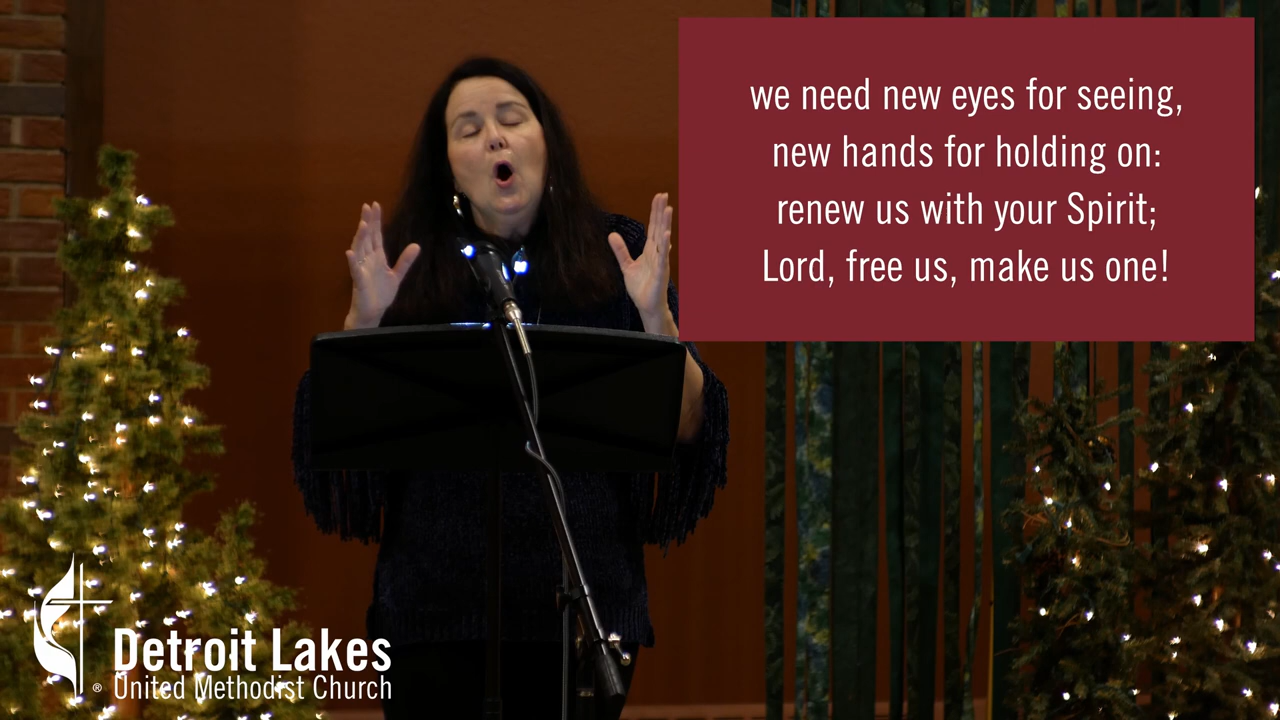 we need new eyes for seeing,
new hands for holding on:
renew us with your Spirit;
Lord, free us, make us one!
Detroit Lakes
® United Methodist Church